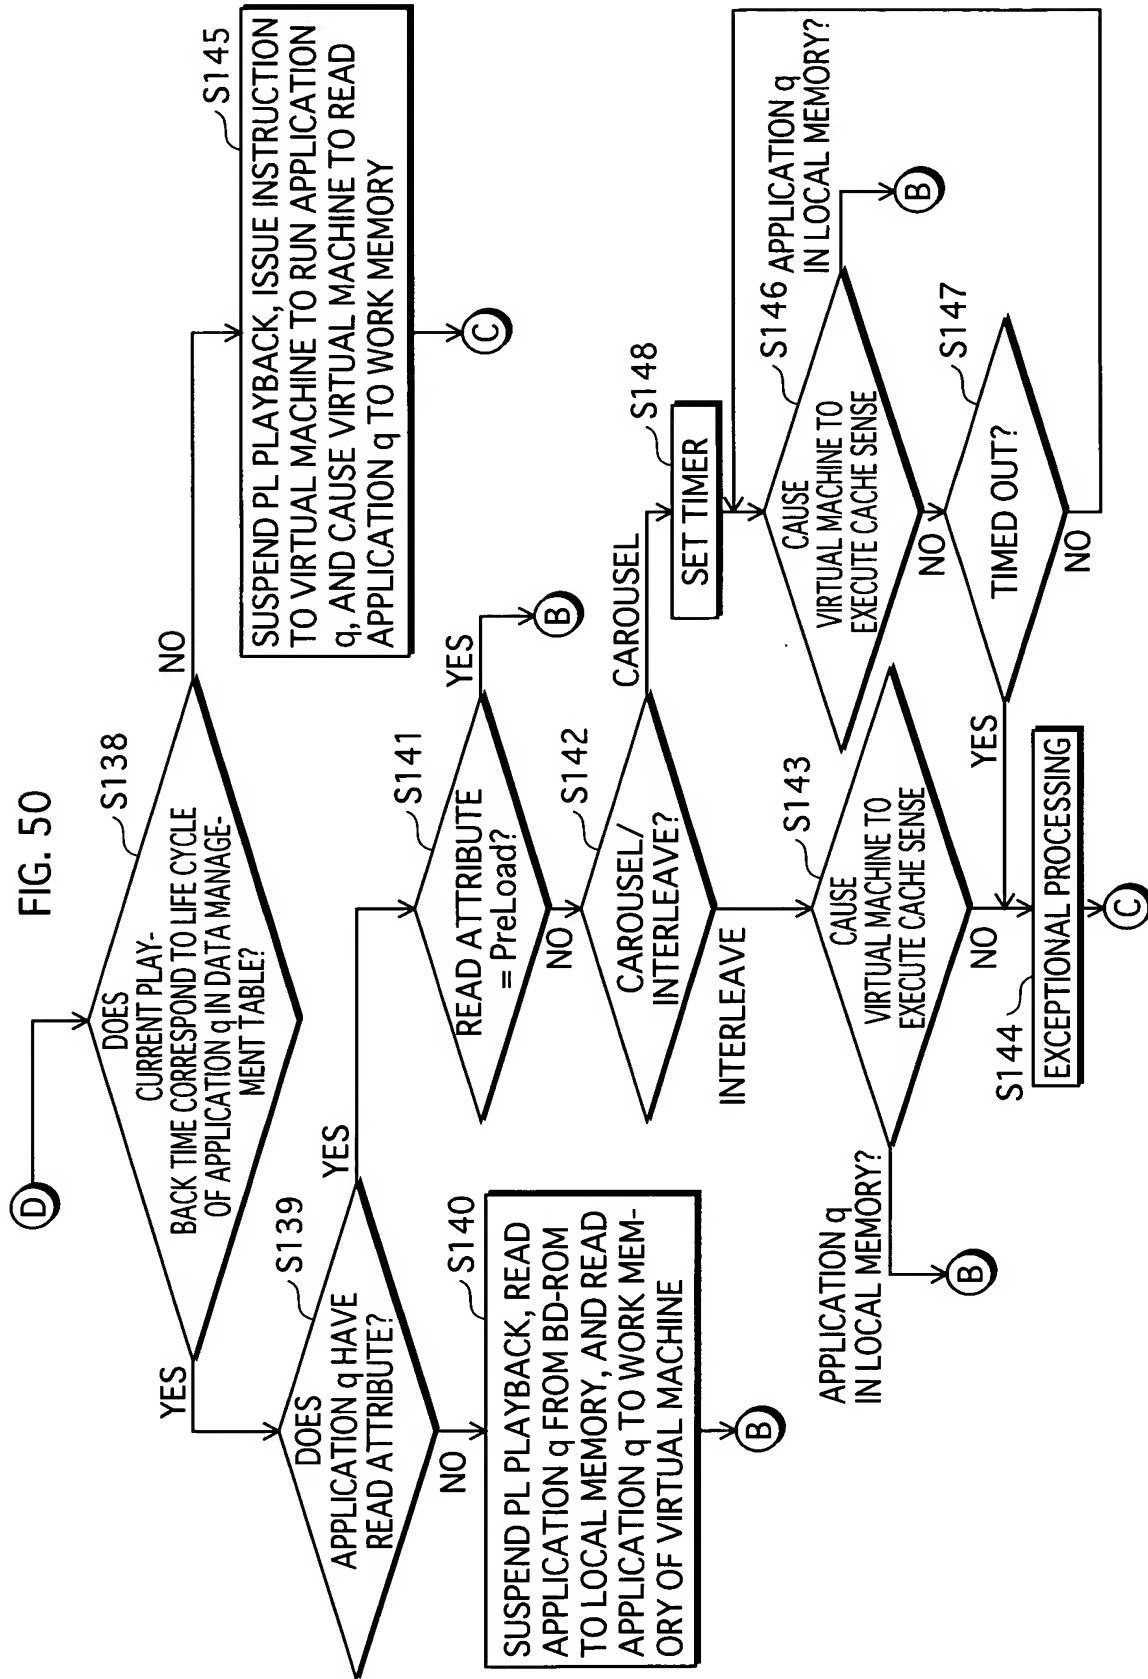 FIG. 50
D
DOES
CURRENT PLAY-
BACK TIME CORRESPOND TO LIFE CYCLE
OF APPLICATION q IN DATA MANAGE-
MENT TABLE?
S138
YES
NO
S145
SUSPEND PL PLAYBACK, ISSUE INSTRUCTION
TO VIRTUAL MACHINE TO RUN APPLICATION
q, AND CAUSE VIRTUAL MACHINE TO READ
APPLICATION q TO WORK MEMORY
C
S139
DOES
APPLICATION q HAVE
READ ATTRIBUTE?
YES
NO
S140
SUSPEND PL PLAYBACK, READ
APPLICATION q FROM BD-ROM
TO LOCAL MEMORY, AND READ
APPLICATION q TO WORK MEM-
ORY OF VIRTUAL MACHINE
B
S141
READ ATTRIBUTE
= PreLoad?
YES
B
NO
S142
CAROUSEL/
INTERLEAVE?
CAROUSEL
INTERLEAVE
S148
SET TIMER
S143
CAUSE
VIRTUAL MACHINE TO
EXECUTE CACHE SENSE
APPLICATION q
IN LOCAL MEMORY?
B
NO
S144
EXCEPTIONAL PROCESSING
C
S146
CAUSE
VIRTUAL MACHINE TO
EXECUTE CACHE SENSE
APPLICATION q
IN LOCAL MEMORY?
B
NO
S147
TIMED OUT?
YES
NO